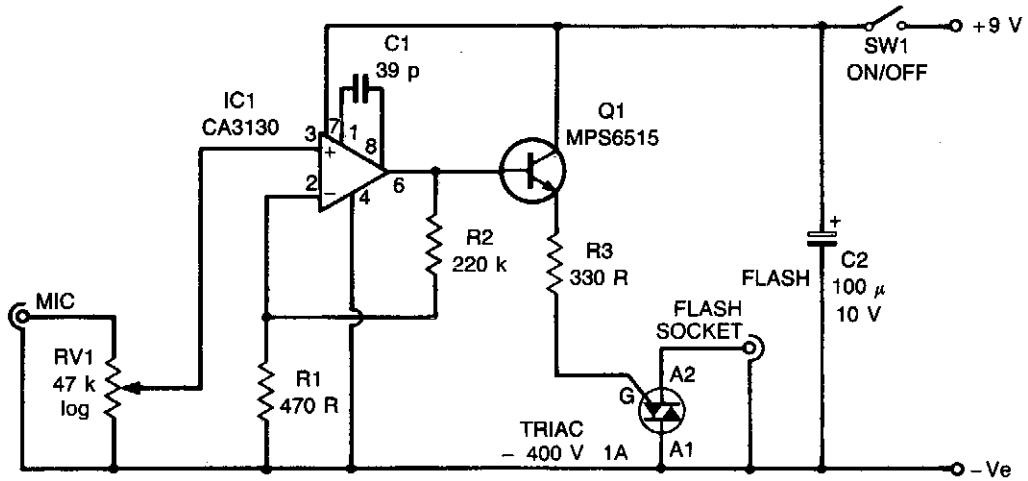 +9 V
SW1
ON/OFF
C1
39 p
IC1
CA3130
Q1
MPS6515
3
7
1
8
+
6
2
−
4
R2
220 k
R3
330 R
+
C2
100 μ
10 V
FLASH
FLASH
SOCKET
MIC
RV1
47 k
log
R1
470 R
A2
G
A1
TRIAC
– 400 V 1A
–Ve